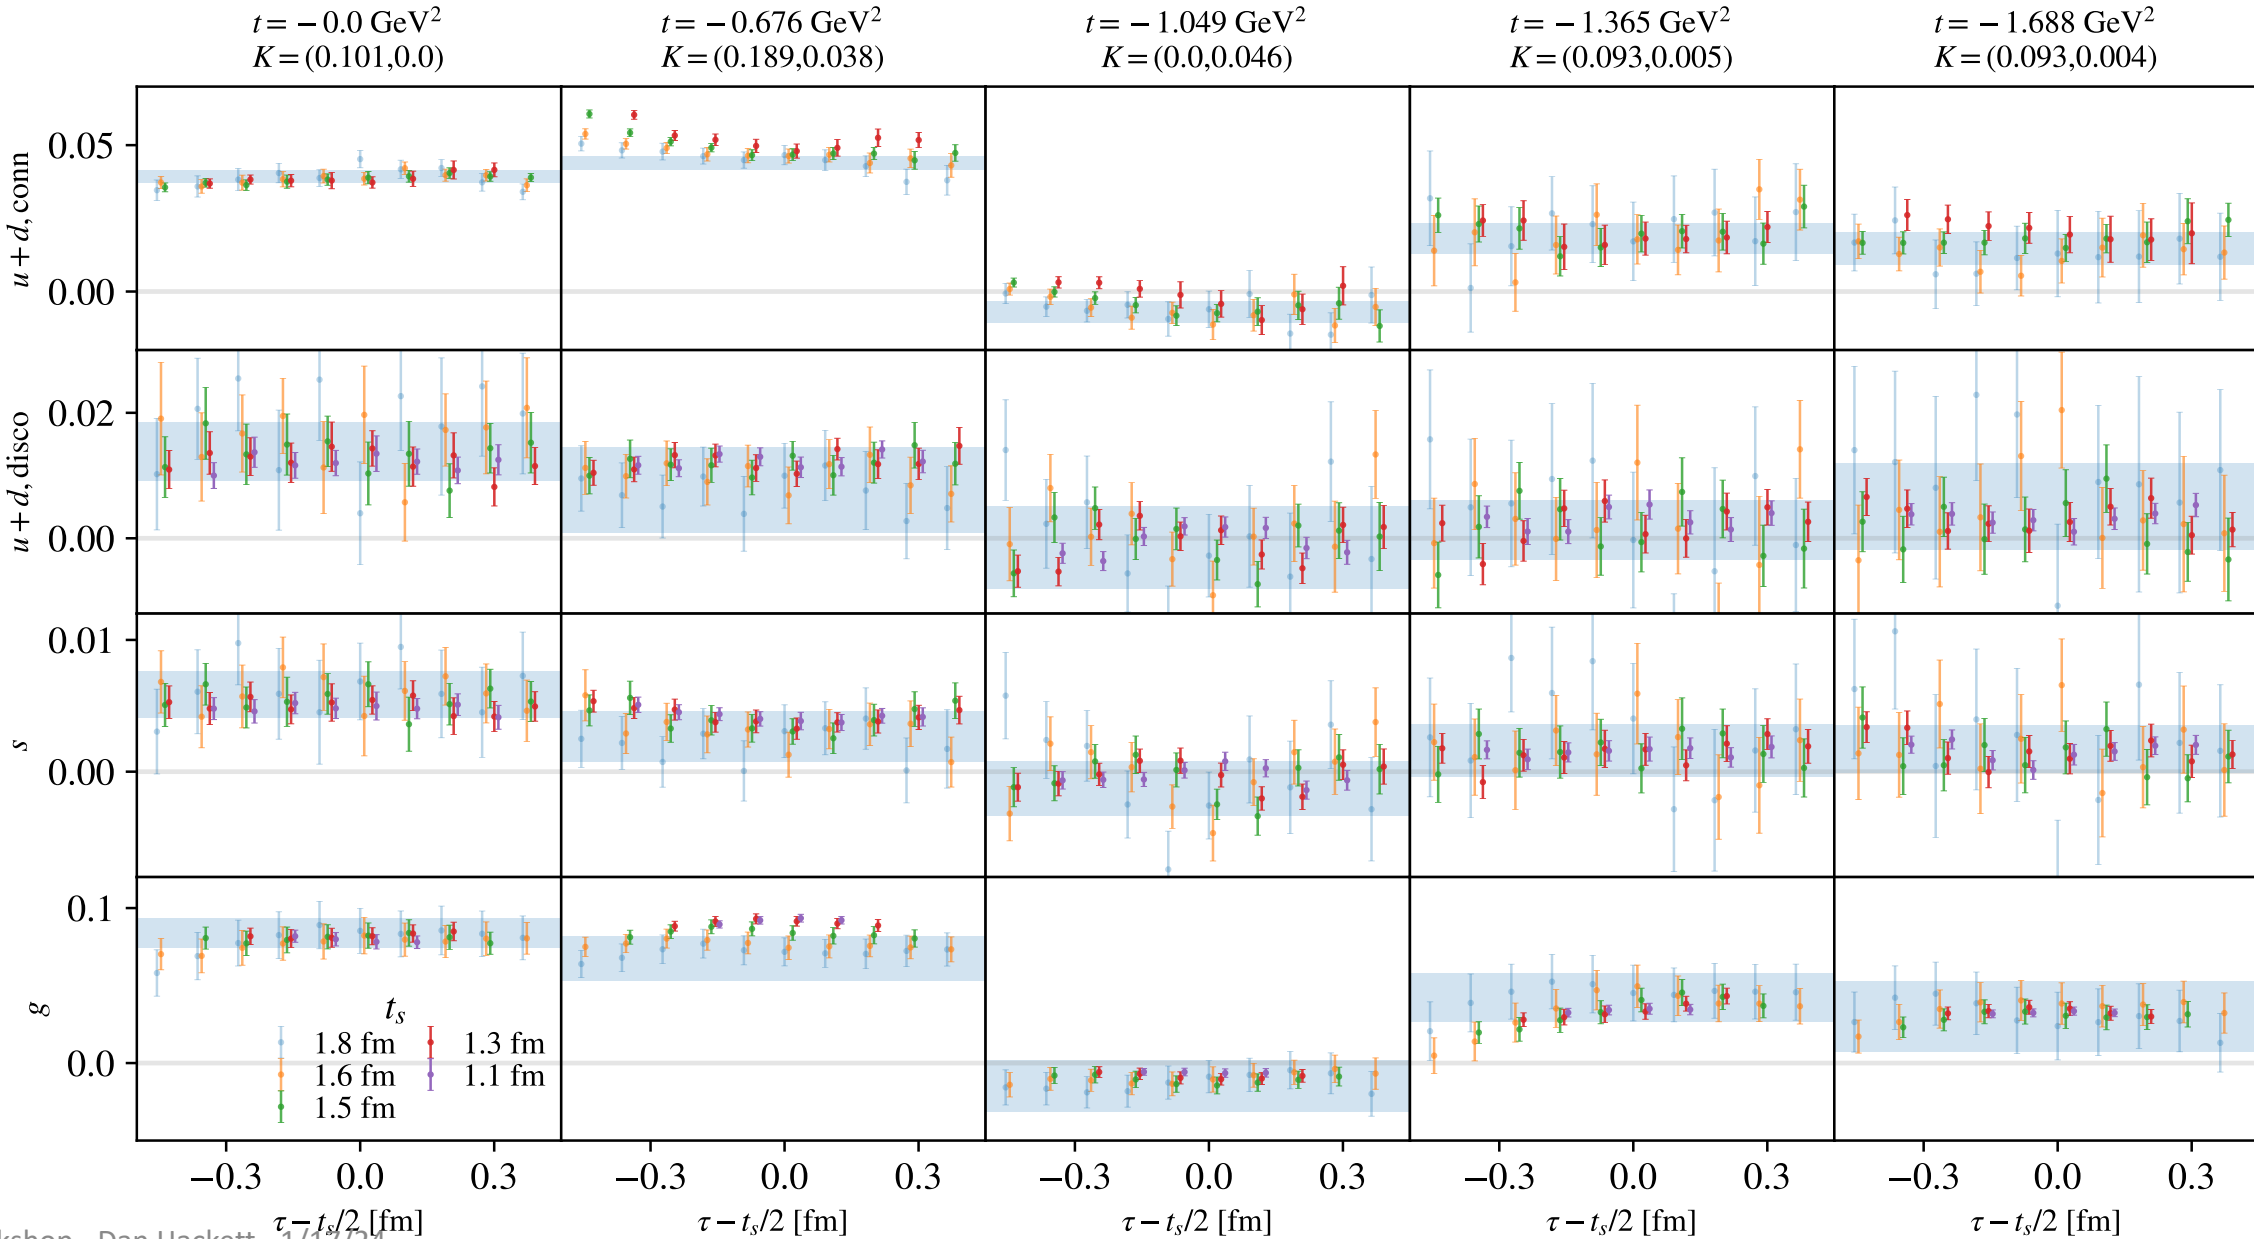 t = −0.0 GeV²
K = (0.101,0.0)
t = −0.676 GeV²
K = (0.189,0.038)
t = −1.049 GeV²
K = (0.0,0.046)
t = −1.365 GeV²
K = (0.093,0.005)
t = −1.688 GeV²
K = (0.093,0.004)
u + d, conn
0.05
0.00
u + d, disco
0.02
0.00
s
0.01
0.00
g
0.1
0.0
t_s
1.8 fm
1.6 fm
1.5 fm
1.3 fm
1.1 fm
−0.3 0.0 0.3
−0.3 0.0 0.3
−0.3 0.0 0.3
−0.3 0.0 0.3
−0.3 0.0 0.3
τ − t_s/2 [fm]
τ − t_s/2 [fm]
τ − t_s/2 [fm]
τ − t_s/2 [fm]
τ − t_s/2 [fm]
Dan Hackett